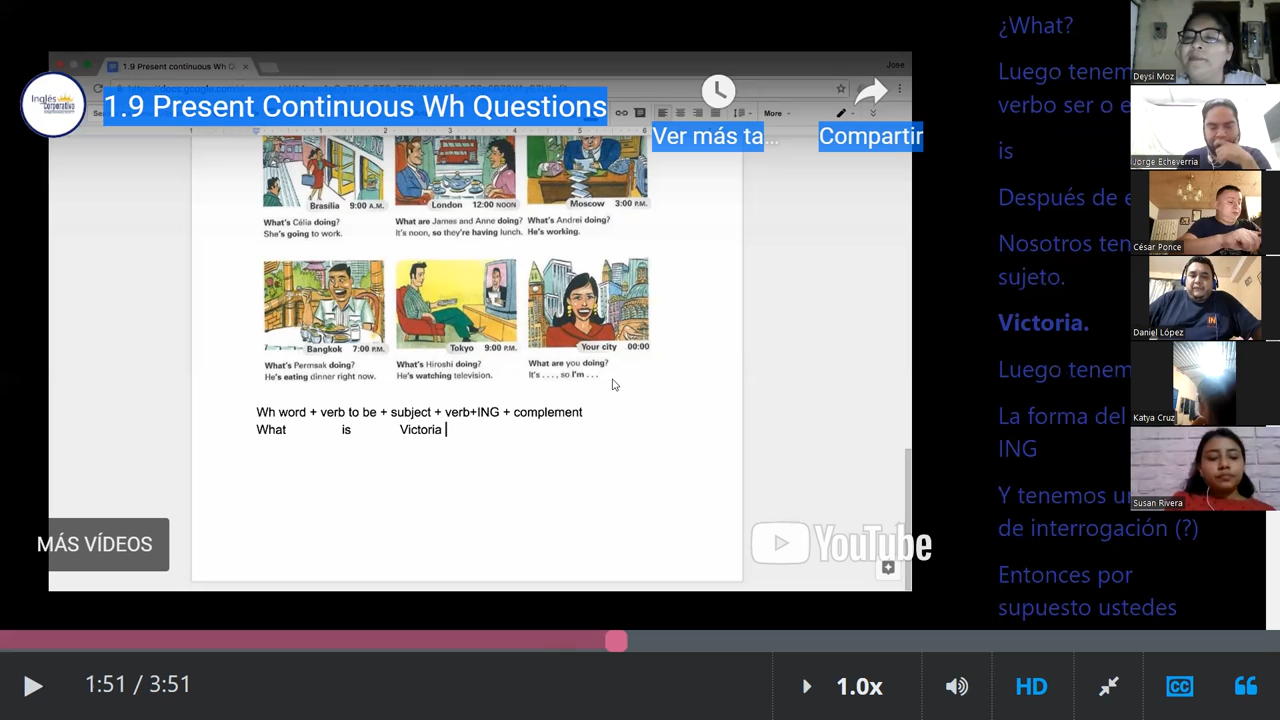 1.9 Present continuous Wh Q
Jose
Inglés
Corporativo
1.9 Present Continuous Wh Questions
More
Ver más ta...
Compartir
Brasília 9:00 A.M.
London 12:00 NOON
Moscow 3:00 P.M.
What's Célia doing?
She's going to work.
What are James and Anne doing?
It's noon, so they're having lunch.
What's Andrei doing?
He's working.
Bangkok 7:00 P.M.
Tokyo 9:00 P.M.
Your city 00:00
What's Permsak doing?
He's eating dinner right now.
What's Hiroshi doing?
He's watching television.
What are you doing?
It's . . . , so I'm . . .
Wh word + verb to be + subject + verb+ING + complement
What is Victoria
MÁS VÍDEOS
YouTube
1:51 / 3:51
1.0x
HD
CC
¿What?
Luego tenem
verbo ser o e
is
Después de e
Nosotros ten
sujeto.
Victoria.
Luego tenem
La forma del
ING
Y tenemos un
de interrogación (?)
Entonces por
supuesto ustedes
Deysi Moz
Jorge Echeverria
César Ponce
Daniel López
Katya Cruz
Susan Rivera